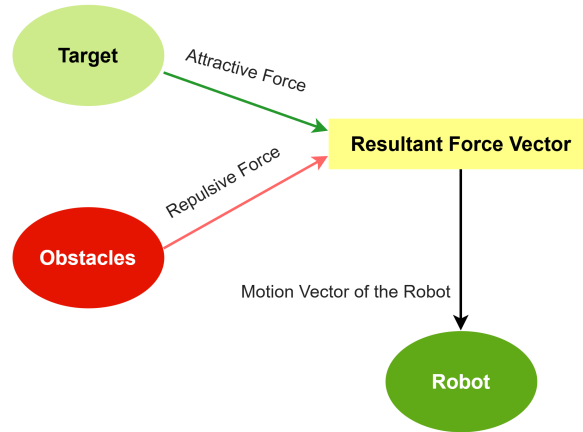 Target
Attractive Force
Resultant Force Vector
Repulsive Force
Obstacles
Motion Vector of the Robot
Robot